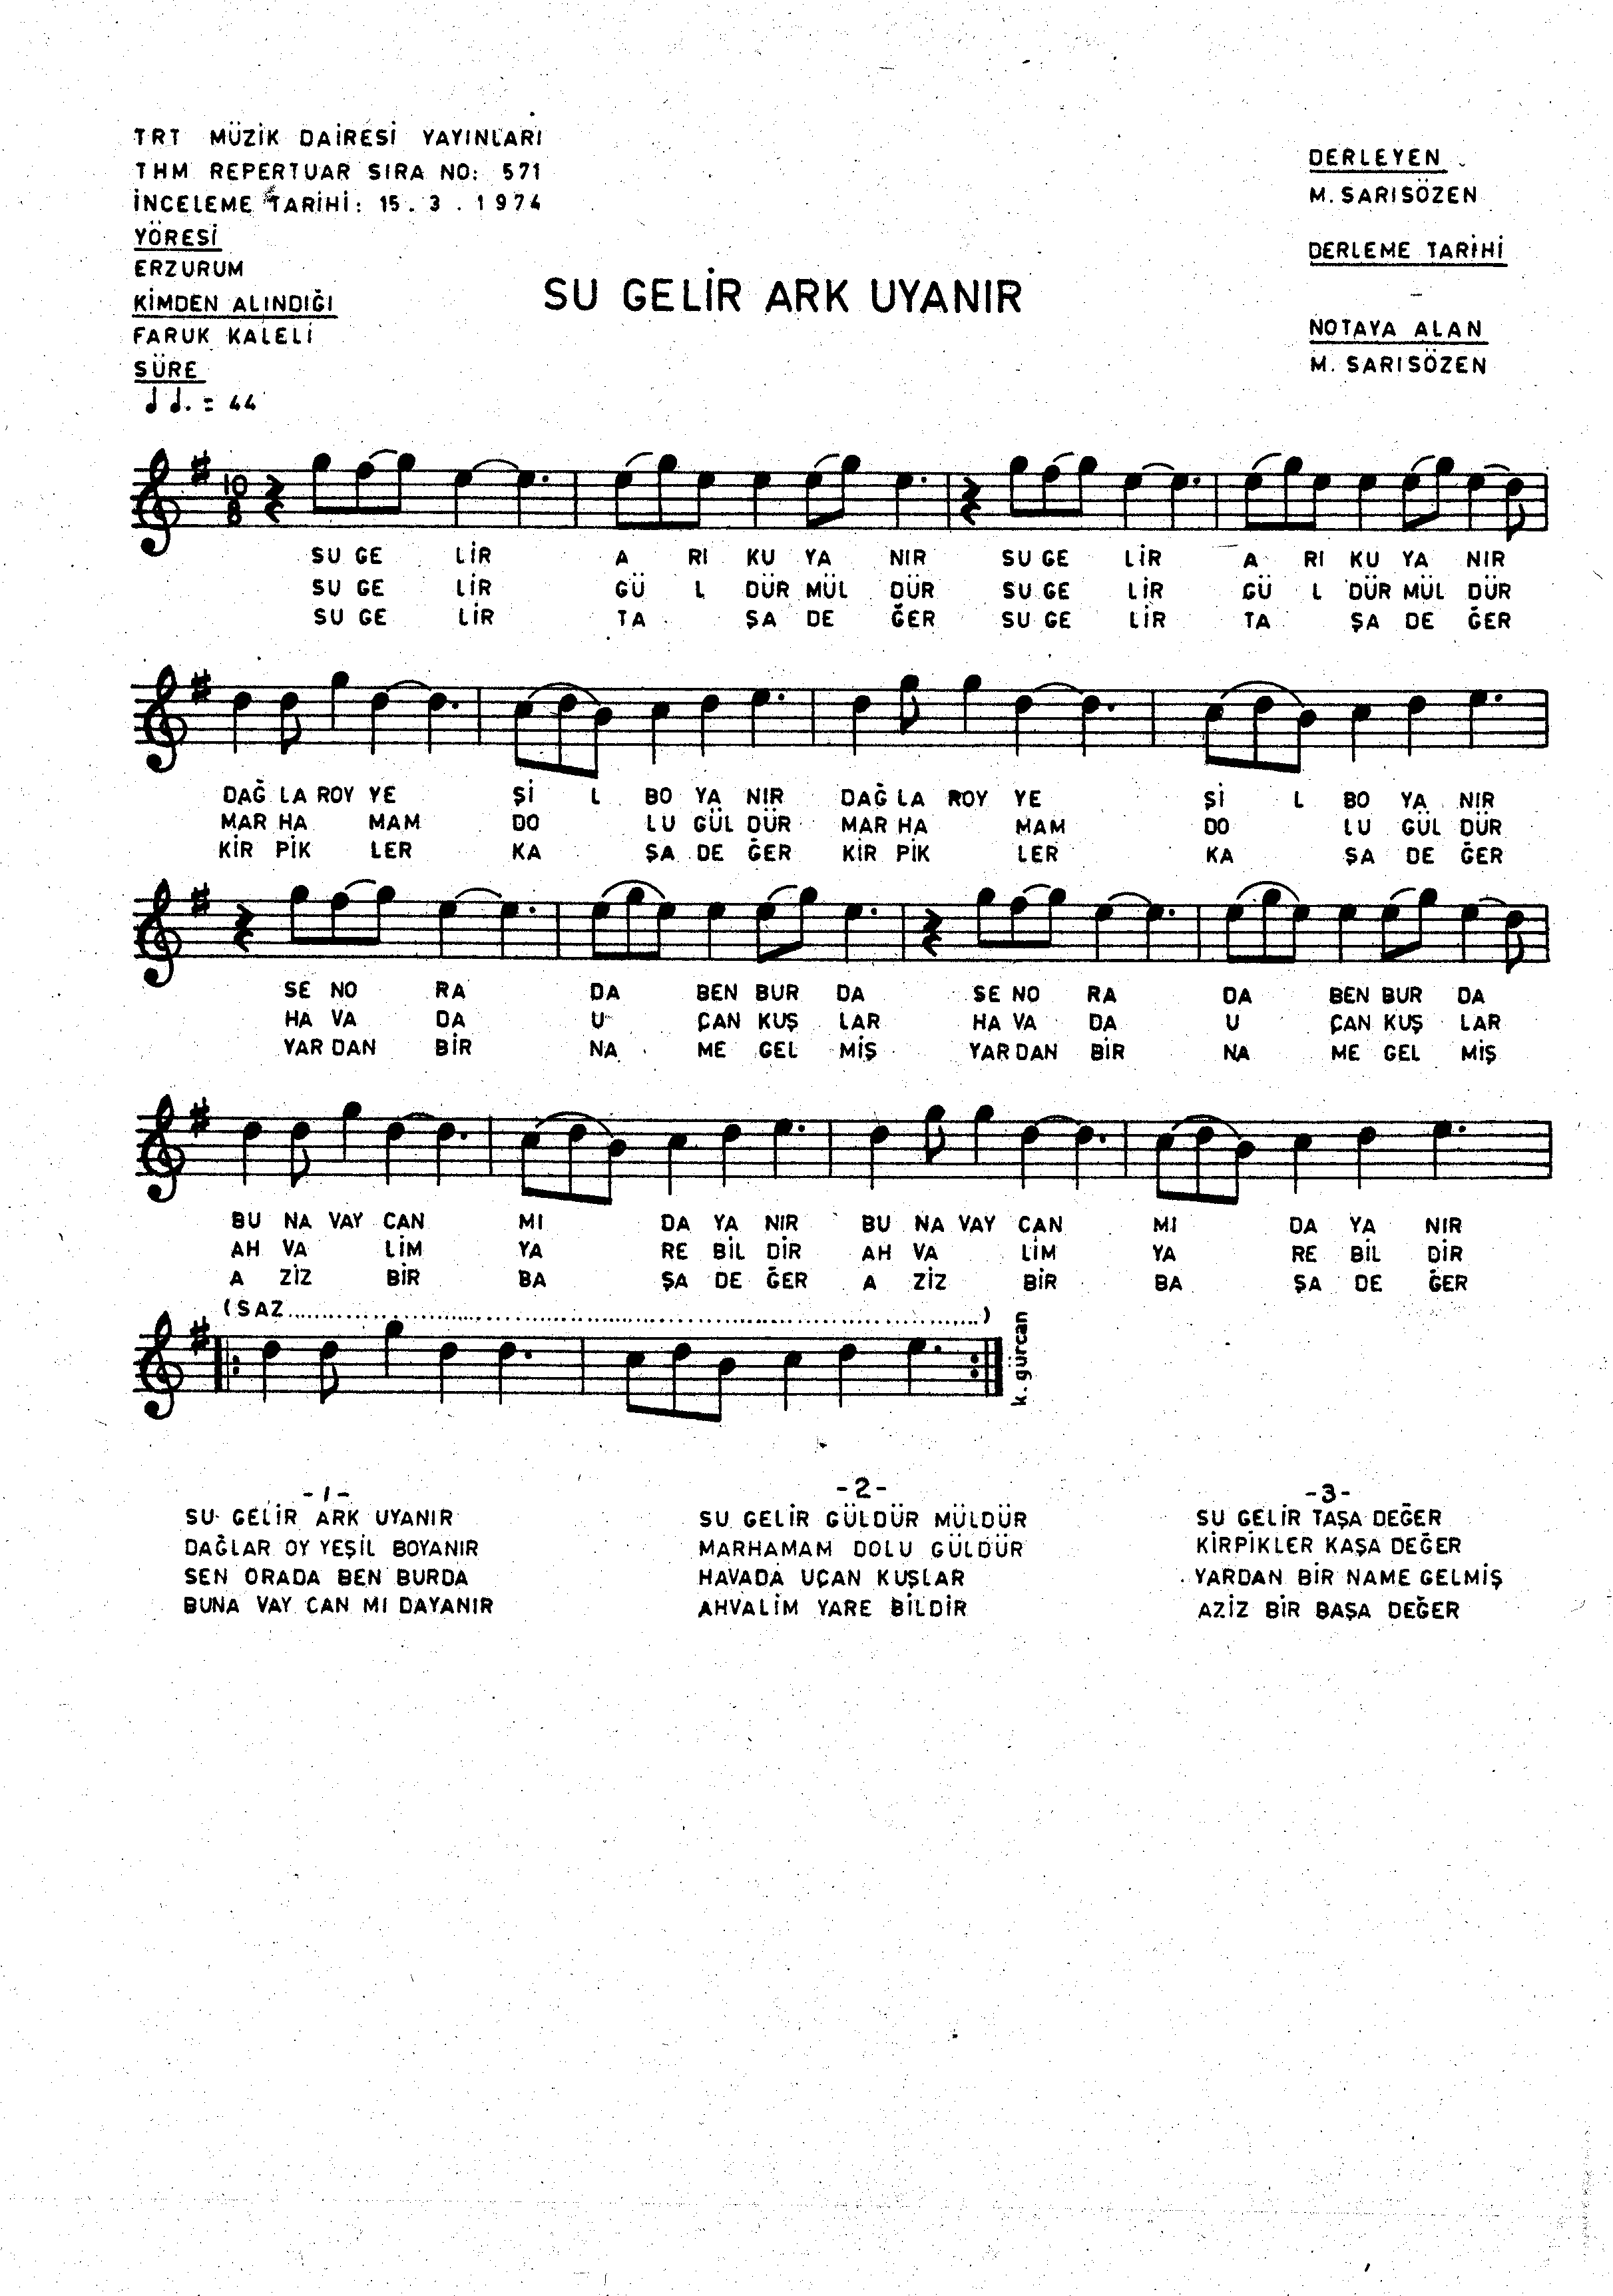 TRT MÜZİK DAİRESİ YAYINLARI
THM REPERTUAR SIRA NO: 571
İNCELEME TARİHİ: 15.3.1974
YÖRESİ
ERZURUM
KİMDEN ALINDIĞI
FARUK KALELİ
SÜRE
= 44
DERLEYEN
M. SARISÖZEN
DERLEME TARİHİ
-
NOTAYA ALAN
M. SARISÖZEN
SU GELİR ARK UYANIR
10
8
SU GE LİR A RI KU YA NIR SU GE LİR A RI KU YA NIR
SU GE LİR GÜ L DÜR MÜL DÜR SU GE LİR GÜ L DÜR MÜL DÜR
SU GE LİR TA ŞA DE ĞER SU GE LİR TA ŞA DE ĞER
DAĞ LA ROY YE Şİ L BO YA NIR DAĞ LA ROY YE Şİ L BO YA NIR
MAR HA MAM DO LU GÜL DÜR MAR HA MAM DO LU GÜL DÜR
KİR PİK LER KA ŞA DE ĞER KİR PİK LER KA ŞA DE ĞER
SE NO RA DA BEN BUR DA SE NO RA DA BEN BUR DA
HA VA DA U ÇAN KUŞ LAR HA VA DA U ÇAN KUŞ LAR
YAR DAN BİR NA ME GEL MİŞ YAR DAN BİR NA ME GEL MİŞ
BU NA VAY CAN MI DA YA NIR BU NA VAY CAN MI DA YA NIR
AH VA LİM YA RE BİL DİR AH VA LİM YA RE BİL DİR
A ZİZ BİR BA ŞA DE ĞER A ZİZ BİR BA ŞA DE ĞER
(SAZ..............................)
k. gürcan
-1-
SU GELİR ARK UYANIR
DAĞLAR OY YEŞİL BOYANIR
SEN ORADA BEN BURDA
BUNA VAY CAN MI DAYANIR
-2-
SU GELİR GÜLDÜR MÜLDÜR
MARHAMAM DOLU GÜLDÜR
HAVADA UÇAN KUŞLAR
AHVALİM YARE BİLDİR
-3-
SU GELİR TAŞA DEĞER
KİRPİKLER KAŞA DEĞER
YARDAN BİR NAME GELMİŞ
AZİZ BİR BAŞA DEĞER